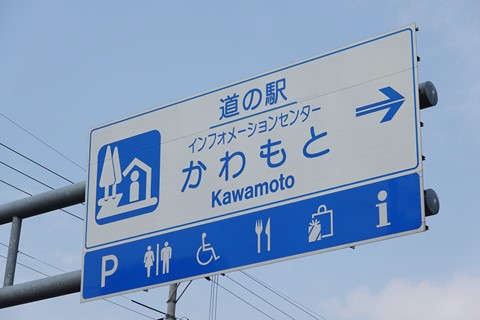 道の駅
インフォメーションセンター
かわもと
Kawamoto
P